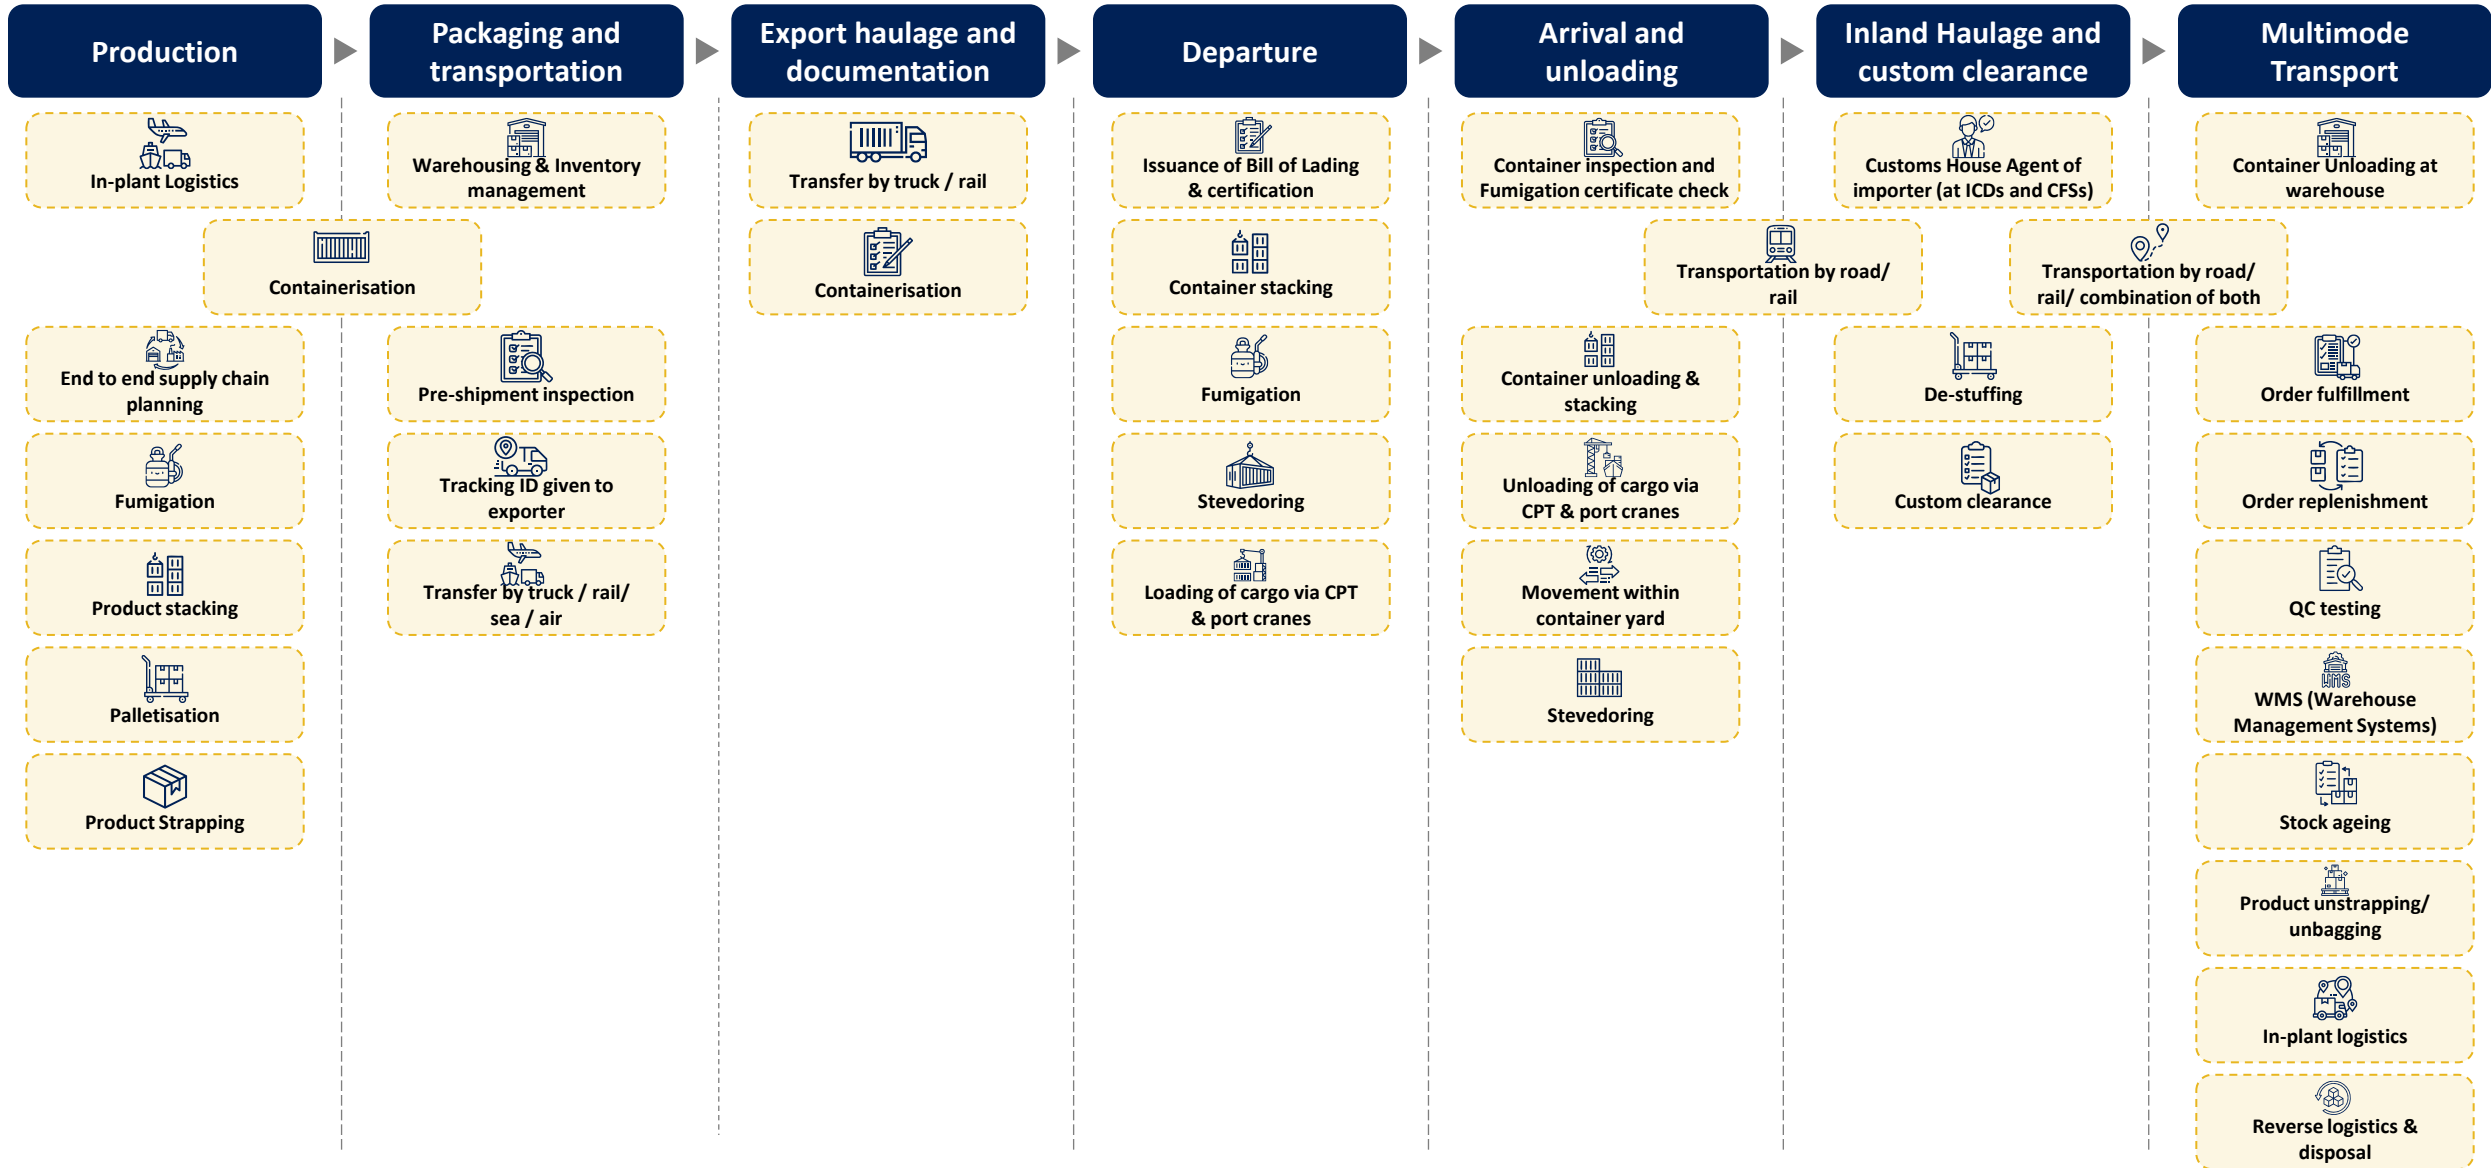 Production
Packaging and
transportation
Export haulage and
documentation
Departure
Arrival and
unloading
Inland Haulage and
custom clearance
Multimode
Transport
In-plant Logistics
Warehousing & Inventory
management
Transfer by truck / rail
Issuance of Bill of Lading
& certification
Container inspection and
Fumigation certificate check
Customs House Agent of
importer (at ICDs and CFSs)
Container Unloading at
warehouse
Containerisation
Containerisation
Container stacking
Transportation by road/
rail
Transportation by road/
rail/ combination of both
End to end supply chain
planning
Pre-shipment inspection
Fumigation
Container unloading &
stacking
De-stuffing
Order fulfillment
Fumigation
Tracking ID given to
exporter
Stevedoring
Unloading of cargo via
CPT & port cranes
Custom clearance
Order replenishment
Product stacking
Transfer by truck / rail/
sea / air
Loading of cargo via CPT
& port cranes
Movement within
container yard
QC testing
Palletisation
Stevedoring
WMS
WMS (Warehouse
Management Systems)
Product Strapping
Stock ageing
Product unstrapping/
unbagging
In-plant logistics
Reverse logistics &
disposal